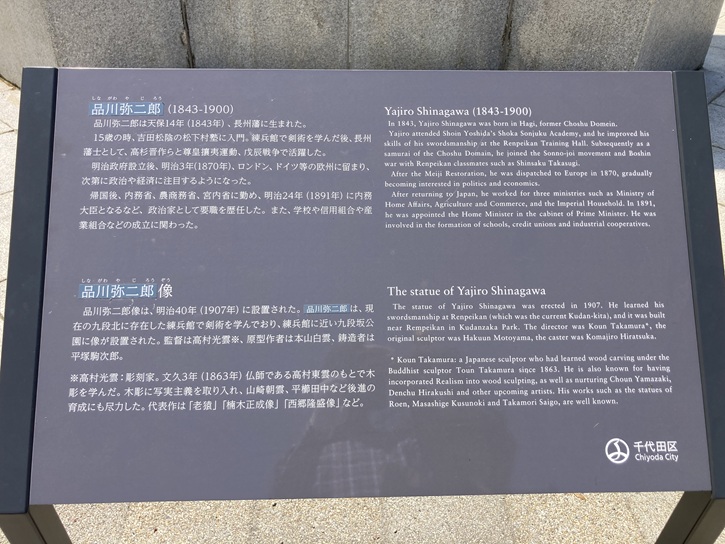 しながわやじろう
品川弥二郎 (1843-1900)
品川弥二郎は天保14年(1843年)、長州藩に生まれた。
15歳の時、吉田松陰の松下村塾に入門。練兵館で剣術を学んだ後、長州
藩士として、高杉晋作らと尊皇攘夷運動、戊辰戦争で活躍した。
明治政府設立後、明治3年(1870年)、ロンドン、ドイツ等の欧州に留まり、
次第に政治や経済に注目するようになった。
帰国後、内務省、農商務省、宮内省に勤め、明治24年(1891年)に内務
大臣となるなど、政治家として要職を歴任した。また、学校や信用組合や産
業組合などの成立に関わった。
しながわやじろうぞう
品川弥二郎像
品川弥二郎像は、明治40年(1907年)に設置された。品川弥二郎は、現
在の九段北に存在した練兵館で剣術を学んでおり、練兵館に近い九段坂公
園に像が設置された。監督は高村光雲※、原型作者は本山白雲、鋳造者は
平塚駒次郎。
※高村光雲:彫刻家。文久3年(1863年)仏師である高村東雲のもとで木
彫を学んだ。木彫に写実主義を取り入れ、山崎朝雲、平櫛田中など後進の
育成にも尽力した。代表作は「老猿」「楠木正成像」「西郷隆盛像」など。
Yajiro Shinagawa (1843-1900)
In 1843, Yajiro Shinagawa was born in Hagi, former Choshu Domein.
Yajiro attended Shoin Yoshida's Shoka Sonjuku Academy, and he improved his
skills of his swordsmanship at the Renpeikan Training Hall. Subsequently as a
samurai of the Choshu Domein, he joined the Sonno-joi movement and Boshin
war with Renpeikan classmates such as Shinsaku Takasugi.
After the Meiji Restoration, he was dispatched to Europe in 1870, gradually
becoming interested in politics and economics.
After returning to Japan, he worked for three ministries such as Ministry of
Home Affairs, Agriculture and Commerce, and the Imperial Household. In 1891,
he was appointed the Home Minister in the cabinet of Prime Minister. He was
involved in the formation of schools, credit unions and industrial cooperatives.
The statue of Yajiro Shinagawa
The statue of Yajiro Shinagawa was erected in 1907. He learned his
swordsmanship at Renpeikan (which was the current Kudan-kita), and it was built
near Rempeikan in Kudanzaka Park. The director was Koun Takamura*, the
original sculptor was Hakuun Motoyama, the caster was Komajiro Hiratsuka.
* Koun Takamura: a Japanese sculptor who had learned wood carving under the
Buddhist sculptor Toun Takamura since 1863. He is also known for having
incorporated Realism into wood sculpting, as well as nurturing Choun Yamazaki,
Denchu Hirakushi and other upcoming artists. His works such as the statues of
Roen, Masashige Kusunoki and Takamori Saigo, are well known.
千代田区
Chiyoda City